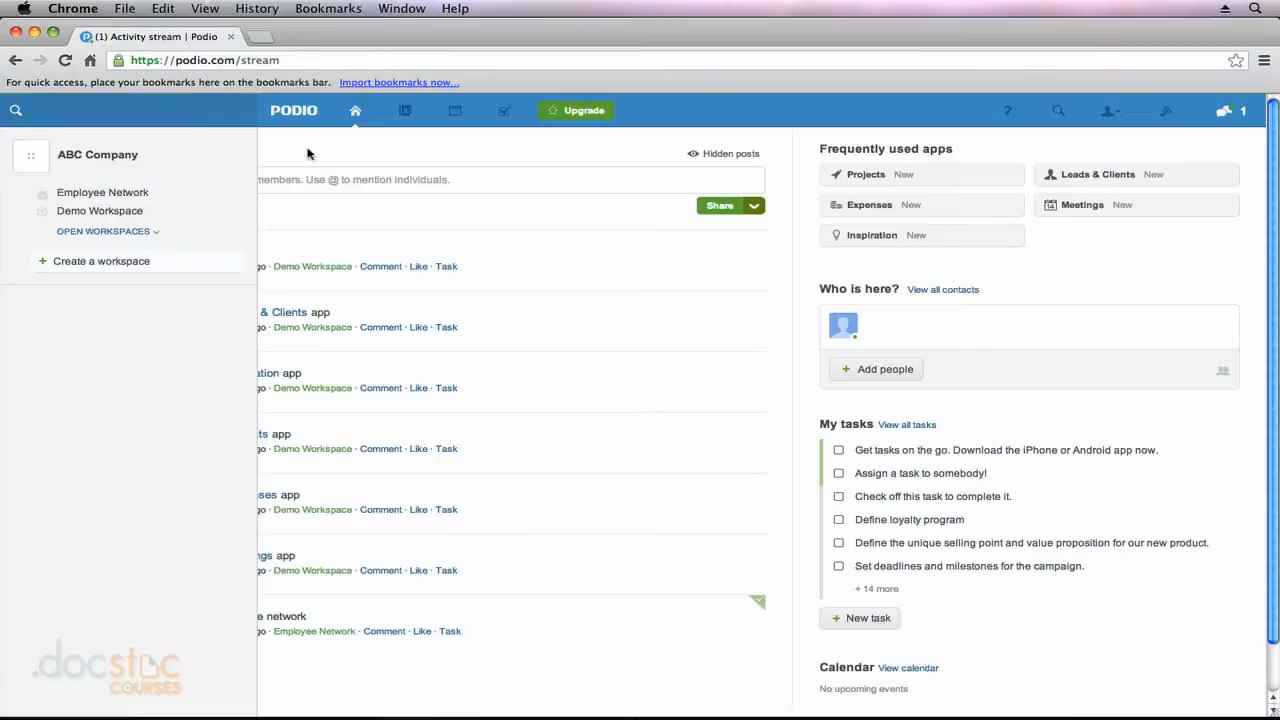 Chrome File Edit View History Bookmarks Window Help
(1) Activity stream | Podio
https://podio.com/stream
For quick access, place your bookmarks here on the bookmarks bar. Import bookmarks now...
PODIO Upgrade ? 1
ABC Company
Employee Network
Demo Workspace
OPEN WORKSPACES
+ Create a workspace
Hidden posts
members. Use @ to mention individuals.
Share
go · Demo Workspace · Comment · Like · Task
& Clients app
go · Demo Workspace · Comment · Like · Task
ation app
go · Demo Workspace · Comment · Like · Task
ts app
go · Demo Workspace · Comment · Like · Task
ses app
go · Demo Workspace · Comment · Like · Task
ngs app
go · Demo Workspace · Comment · Like · Task
e network
go · Employee Network · Comment · Like · Task
Frequently used apps
Projects New
Leads & Clients New
Expenses New
14 Meetings New
Inspiration New
Who is here? View all contacts
+ Add people
My tasks View all tasks
Get tasks on the go. Download the iPhone or Android app now.
Assign a task to somebody!
Check off this task to complete it.
Define loyalty program
Define the unique selling point and value proposition for our new product.
Set deadlines and milestones for the campaign.
+ 14 more
+ New task
Calendar View calendar
No upcoming events
.docstoc
COURSES